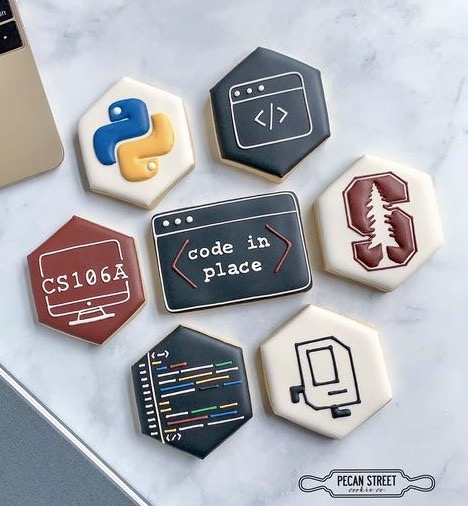 </>
S
CS106A
code in
place
<->
</>
PECAN STREET
cookie co.